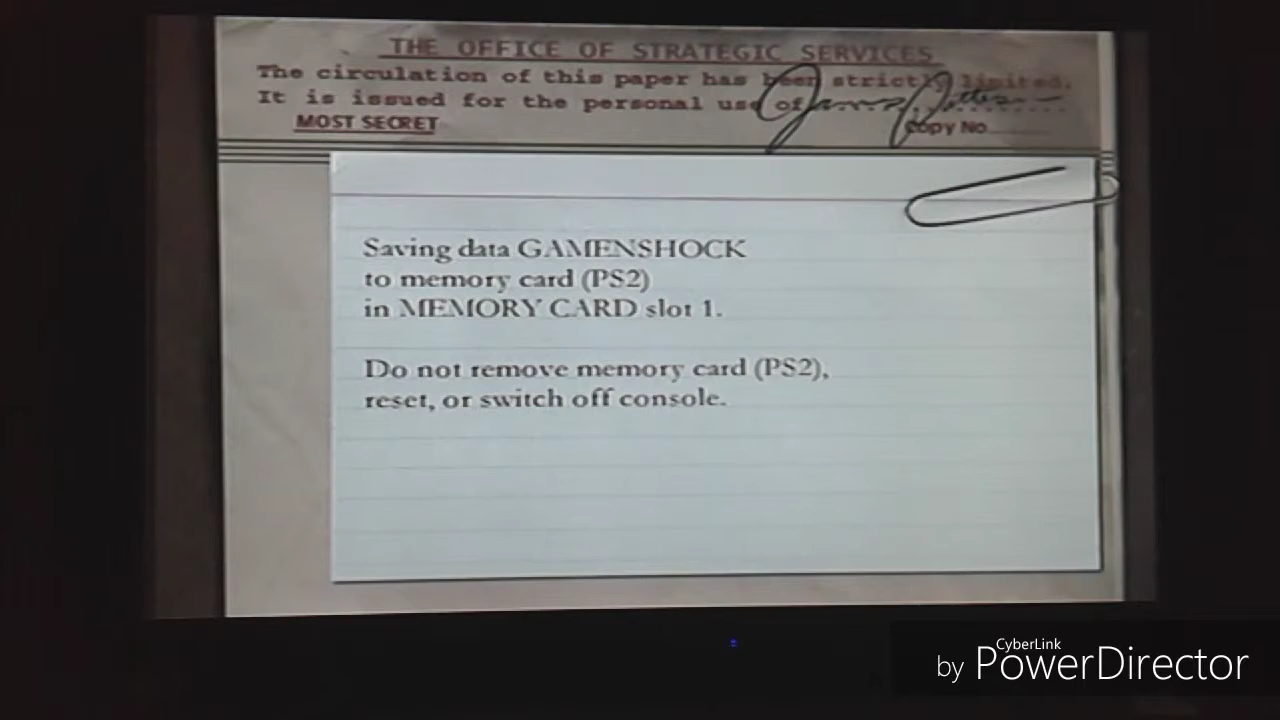 THE OFFICE OF STRATEGIC SERVICES
The circulation of this paper has been strictly limited.
It is issued for the personal use of
MOST SECRET
Copy No
Saving data GAMENSHOCK
to memory card (PS2)
in MEMORY CARD slot 1.
Do not remove memory card (PS2),
reset, or switch off console.
CyberLink
by PowerDirector